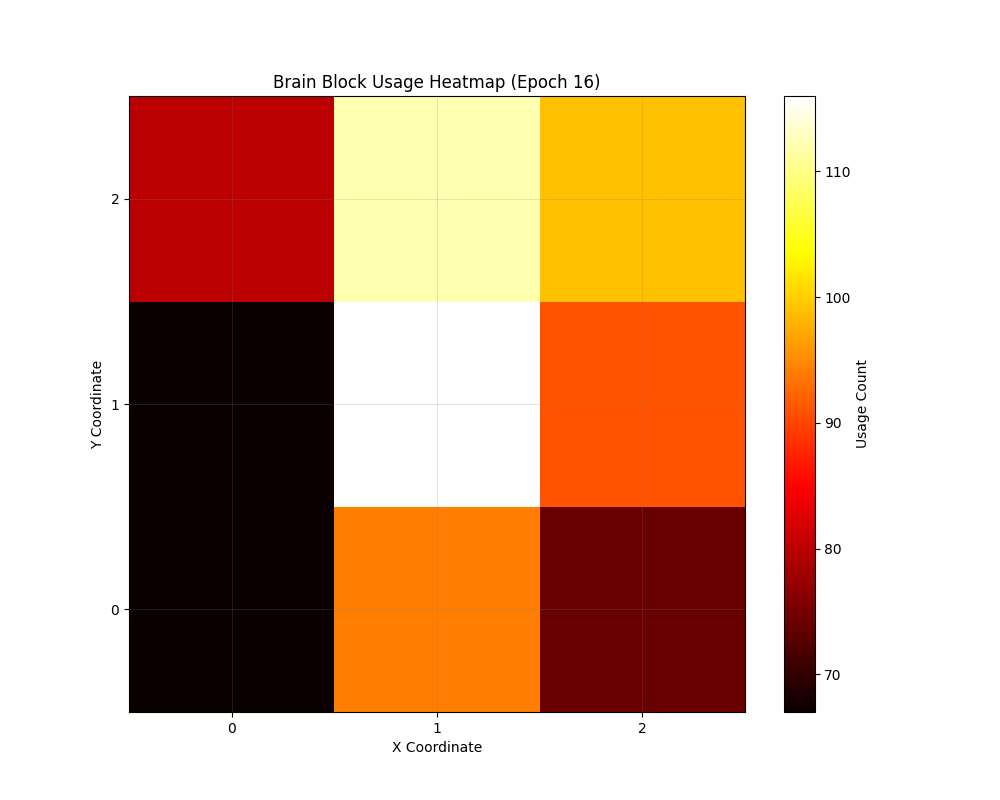 Brain Block Usage Heatmap (Epoch 16)
2
1
0
Y Coordinate
0 1 2
X Coordinate
110
100
90
80
70
Usage Count